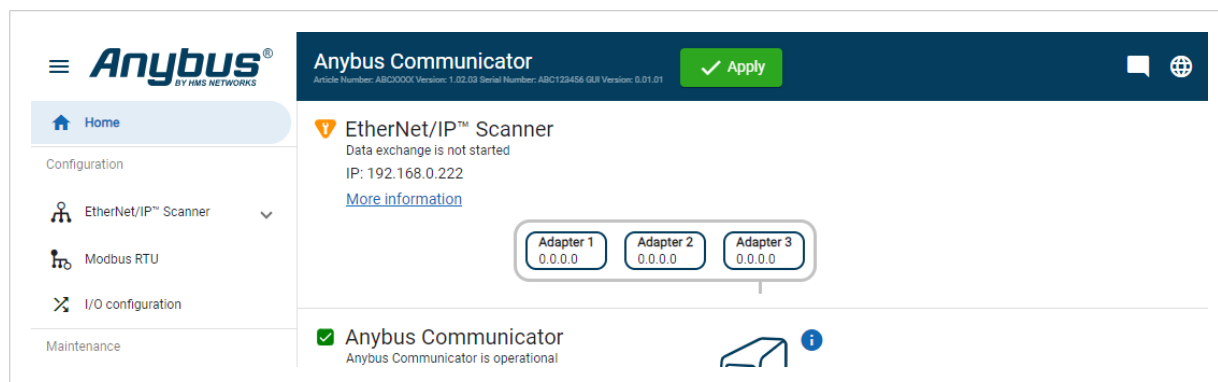 Anybus®
BY HMS NETWORKS
Anybus Communicator
Article Number: ABCXXXX Version: 1.02.03 Serial Number: ABC123456 GUI Version: 0.01.01
Apply
Home
Configuration
EtherNet/IP™ Scanner
Modbus RTU
I/O configuration
Maintenance
EtherNet/IP™ Scanner
Data exchange is not started
IP: 192.168.0.222
More information
Adapter 1
0.0.0.0
Adapter 2
0.0.0.0
Adapter 3
0.0.0.0
Anybus Communicator
Anybus Communicator is operational